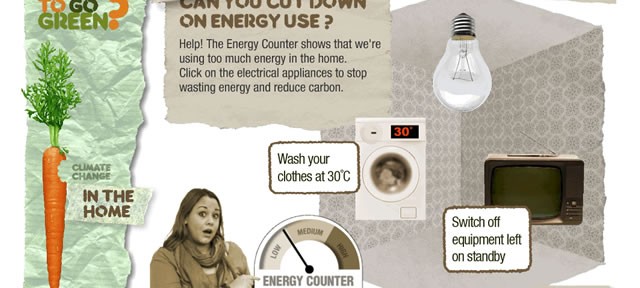 TO GO
GREEN?
CAN YOU CUT DOWN
ON ENERGY USE?
Help! The Energy Counter shows that we're
using too much energy in the home.
Click on the electrical appliances to stop
wasting energy and reduce carbon.
30°
Wash your
clothes at 30°C
CLIMATE
CHANGE
IN THE
HOME
Switch off
equipment left
on standby
LOW
MEDIUM
HIGH
ENERGY COUNTER